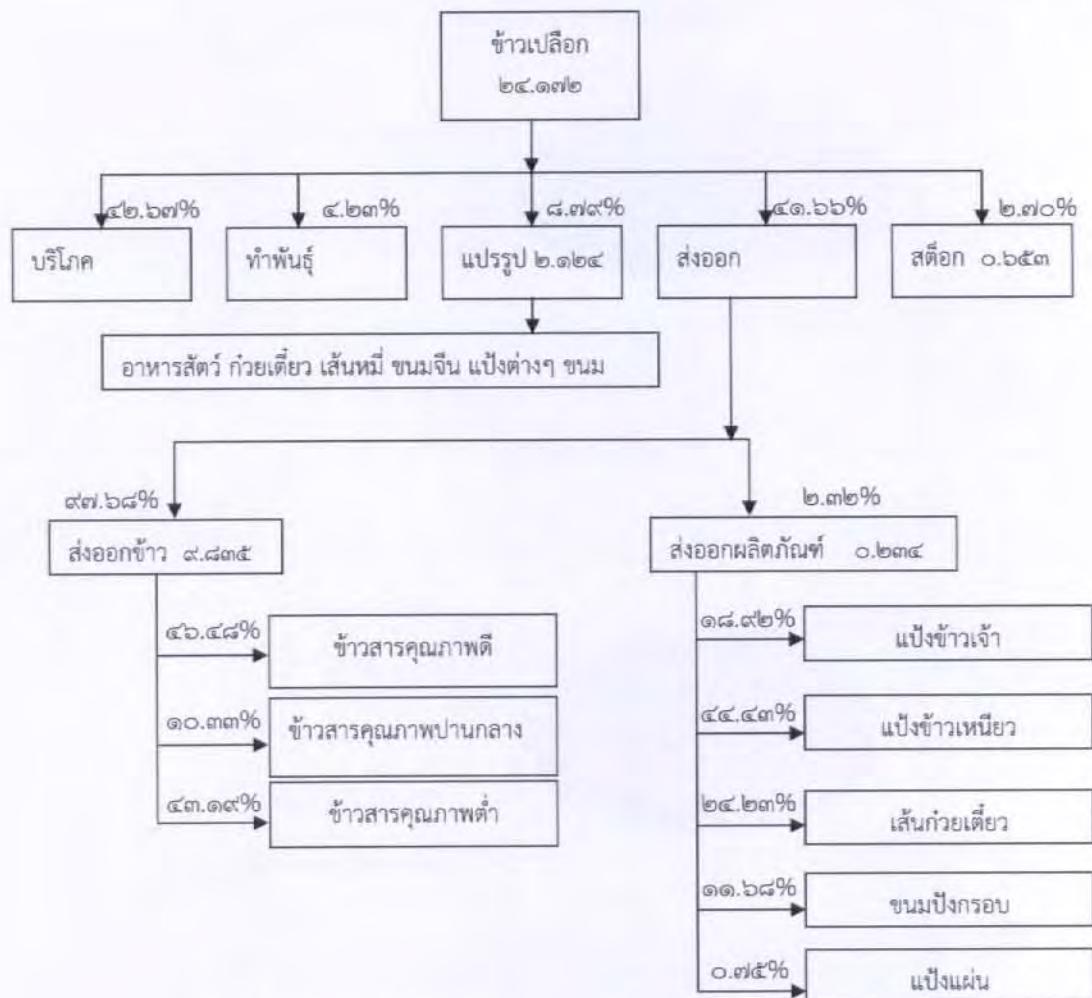 ข้าวเปลือก
๒๔.๑๗๒
๔๒.๖๗%
๔.๒๓%
๘.๗๙%
๔๑.๖๖%
๒.๗๐%
บริโภค
ทำพันธุ์
แปรรูป ๒.๑๒๔
ส่งออก
สต็อก ๐.๖๕๓
อาหารสัตว์ ก๋วยเตี๋ยว เส้นหมี่ ขนมจีน แป้งต่างๆ ขนม
๙๗.๖๘%
๒.๓๒%
ส่งออกข้าว ๙.๘๓๕
ส่งออกผลิตภัณฑ์ ๐.๒๓๔
๔๖.๔๘%
ข้าวสารคุณภาพดี
๑๐.๓๓%
ข้าวสารคุณภาพปานกลาง
๔๓.๑๙%
ข้าวสารคุณภาพต่ำ
๑๘.๙๒%
แป้งข้าวเจ้า
๔๔.๔๓%
แป้งข้าวเหนียว
๒๔.๒๓%
เส้นก๋วยเตี๋ยว
๑๑.๖๘%
ขนมปังกรอบ
๐.๗๕%
แป้งแผ่น